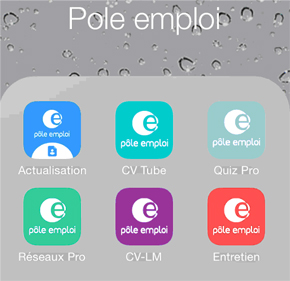 Pole emploi
pôle emploi
pôle emploi
pôle emploi
Actualisation
CV Tube
Quiz Pro
pôle emploi
pôle emploi
pôle emploi
Réseaux Pro
CV-LM
Entretien